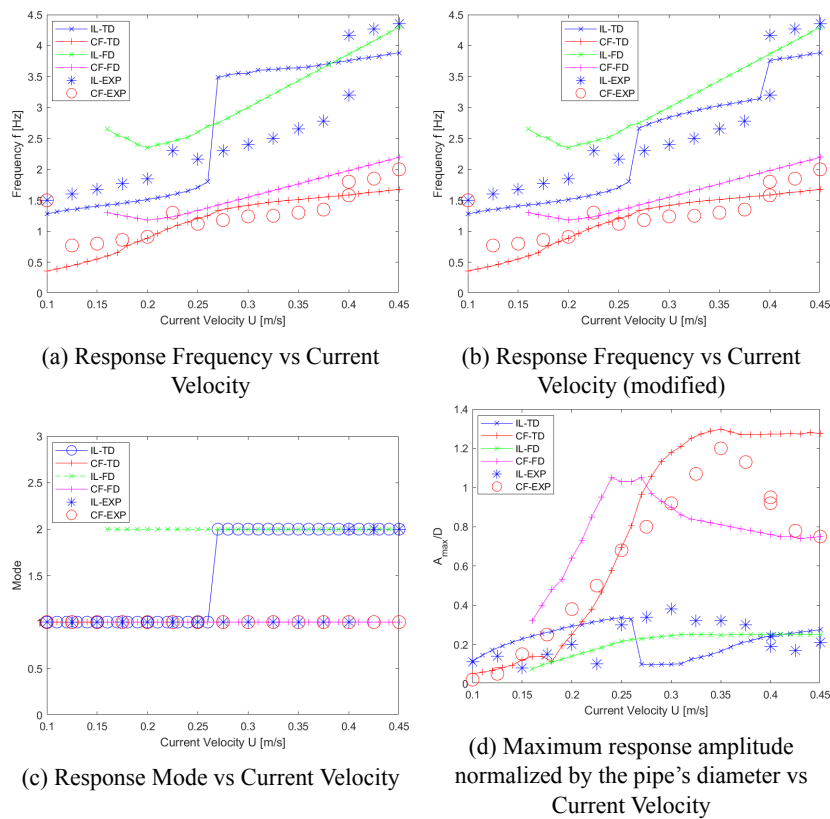 4.5
4
3.5
3
2.5
2
1.5
1
0.5
0
Frequency f [Hz]
IL-TD
CF-TD
IL-FD
CF-FD
IL-EXP
CF-EXP
0.1 0.15 0.2 0.25 0.3 0.35 0.4 0.45
Current Velocity U [m/s]
(a) Response Frequency vs Current
Velocity
4.5
4
3.5
3
2.5
2
1.5
1
0.5
0
Frequency f [Hz]
IL-TD
CF-TD
IL-FD
CF-FD
IL-EXP
CF-EXP
0.1 0.15 0.2 0.25 0.3 0.35 0.4 0.45
Current Velocity U [m/s]
(b) Response Frequency vs Current
Velocity (modified)
3
2.5
2
1.5
1
0.5
0
Mode
IL-TD
CF-TD
IL-FD
CF-FD
IL-EXP
CF-EXP
0.1 0.15 0.2 0.25 0.3 0.35 0.4 0.45
Current Velocity U [m/s]
(c) Response Mode vs Current Velocity
1.4
1.2
1
0.8
0.6
0.4
0.2
0
A_max/D
IL-TD
CF-TD
IL-FD
CF-FD
IL-EXP
CF-EXP
0.1 0.15 0.2 0.25 0.3 0.35 0.4 0.45
Current Velocity U [m/s]
(d) Maximum response amplitude
normalized by the pipe's diameter vs
Current Velocity